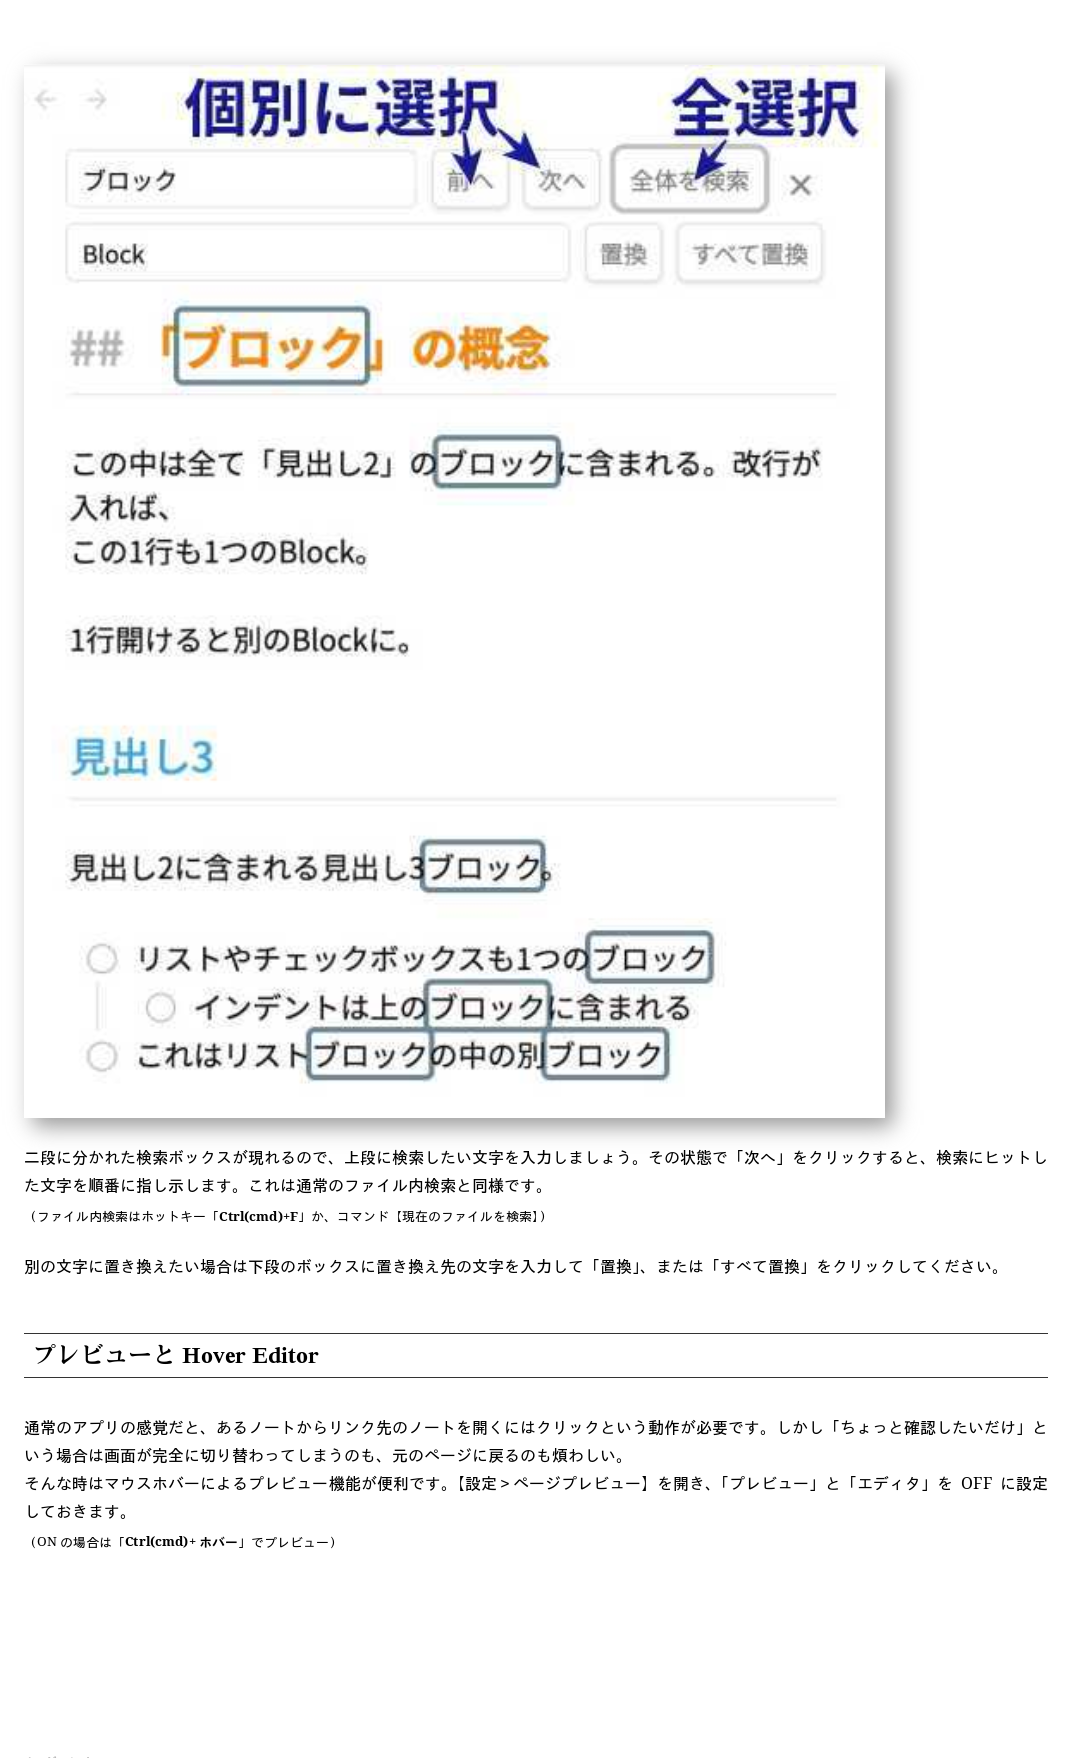 個別に選択 全選択
ブロック 前へ 次へ 全体を検索
Block 置換 すべて置換
## 「ブロック」の概念
この中は全て「見出し2」のブロックに含まれる。改行が
入れば、
この1行も1つのBlock。
1行開けると別のBlockに。
見出し3
見出し2に含まれる見出し3ブロック。
リストやチェックボックスも1つのブロック
インデントは上のブロックに含まれる
これはリストブロックの中の別ブロック
二段に分かれた検索ボックスが現れるので、上段に検索したい文字を入力しましょう。その状態で「次へ」をクリックすると、検索にヒットし
た文字を順番に指し示します。これは通常のファイル内検索と同様です。
（ファイル内検索はホットキー「Ctrl(cmd)+F」か、コマンド【現在のファイルを検索】）
別の文字に置き換えたい場合は下段のボックスに置き換え先の文字を入力して「置換」、または「すべて置換」をクリックしてください。
プレビューと Hover Editor
通常のアプリの感覚だと、あるノートからリンク先のノートを開くにはクリックという動作が必要です。しかし「ちょっと確認したいだけ」と
いう場合は画面が完全に切り替わってしまうのも、元のページに戻るのも煩わしい。
そんな時はマウスホバーによるプレビュー機能が便利です。【設定 > ページプレビュー】を開き、「プレビュー」と「エディタ」を OFF に設定
しておきます。
（ON の場合は「Ctrl(cmd)+ ホバー」でプレビュー）